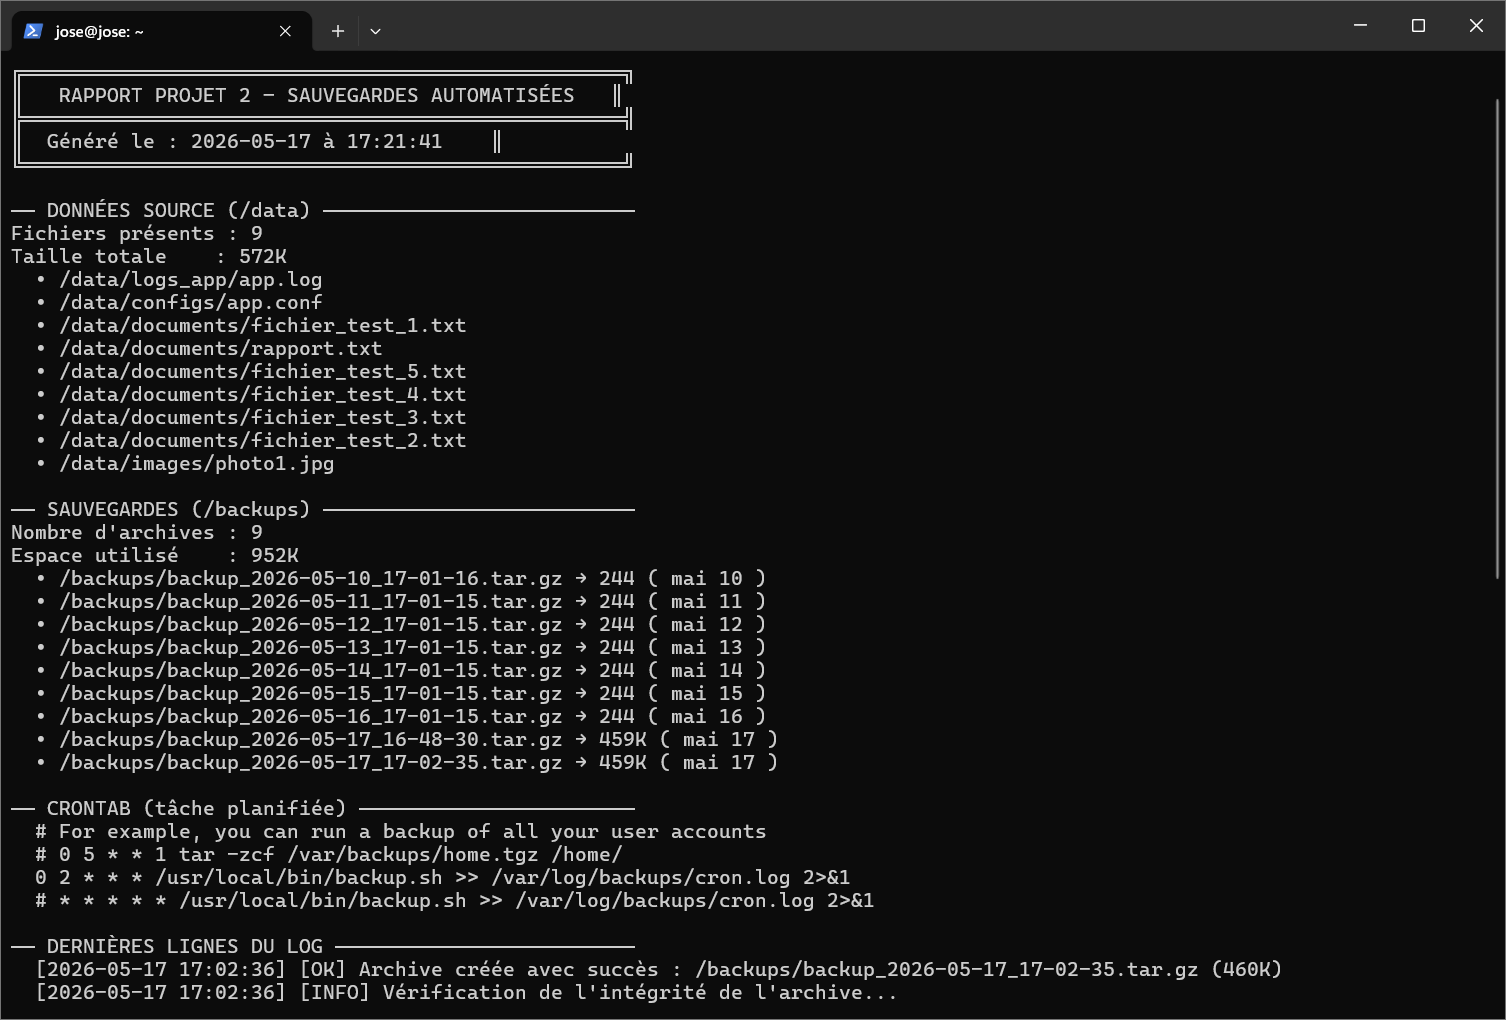 jose@jose: ~
RAPPORT PROJET 2 — SAUVEGARDES AUTOMATISÉES
Généré le : 2026-05-17 à 17:21:41
── DONNÉES SOURCE (/data) ──────────────────────────
Fichiers présents : 9
Taille totale    : 572K
  • /data/logs_app/app.log
  • /data/configs/app.conf
  • /data/documents/fichier_test_1.txt
  • /data/documents/rapport.txt
  • /data/documents/fichier_test_5.txt
  • /data/documents/fichier_test_4.txt
  • /data/documents/fichier_test_3.txt
  • /data/documents/fichier_test_2.txt
  • /data/images/photo1.jpg
── SAUVEGARDES (/backups) ──────────────────────────
Nombre d'archives : 9
Espace utilisé    : 952K
  • /backups/backup_2026-05-10_17-01-16.tar.gz → 244 ( mai 10 )
  • /backups/backup_2026-05-11_17-01-15.tar.gz → 244 ( mai 11 )
  • /backups/backup_2026-05-12_17-01-15.tar.gz → 244 ( mai 12 )
  • /backups/backup_2026-05-13_17-01-15.tar.gz → 244 ( mai 13 )
  • /backups/backup_2026-05-14_17-01-15.tar.gz → 244 ( mai 14 )
  • /backups/backup_2026-05-15_17-01-15.tar.gz → 244 ( mai 15 )
  • /backups/backup_2026-05-16_17-01-15.tar.gz → 244 ( mai 16 )
  • /backups/backup_2026-05-17_16-48-30.tar.gz → 459K ( mai 17 )
  • /backups/backup_2026-05-17_17-02-35.tar.gz → 459K ( mai 17 )
── CRONTAB (tâche planifiée) ───────────────────────
  # For example, you can run a backup of all your user accounts
  # 0 5 * * 1 tar -zcf /var/backups/home.tgz /home/
  0 2 * * * /usr/local/bin/backup.sh >> /var/log/backups/cron.log 2>&1
  # * * * * * /usr/local/bin/backup.sh >> /var/log/backups/cron.log 2>&1
── DERNIÈRES LIGNES DU LOG ─────────────────────────
  [2026-05-17 17:02:36] [OK] Archive créée avec succès : /backups/backup_2026-05-17_17-02-35.tar.gz (460K)
  [2026-05-17 17:02:36] [INFO] Vérification de l'intégrité de l'archive...